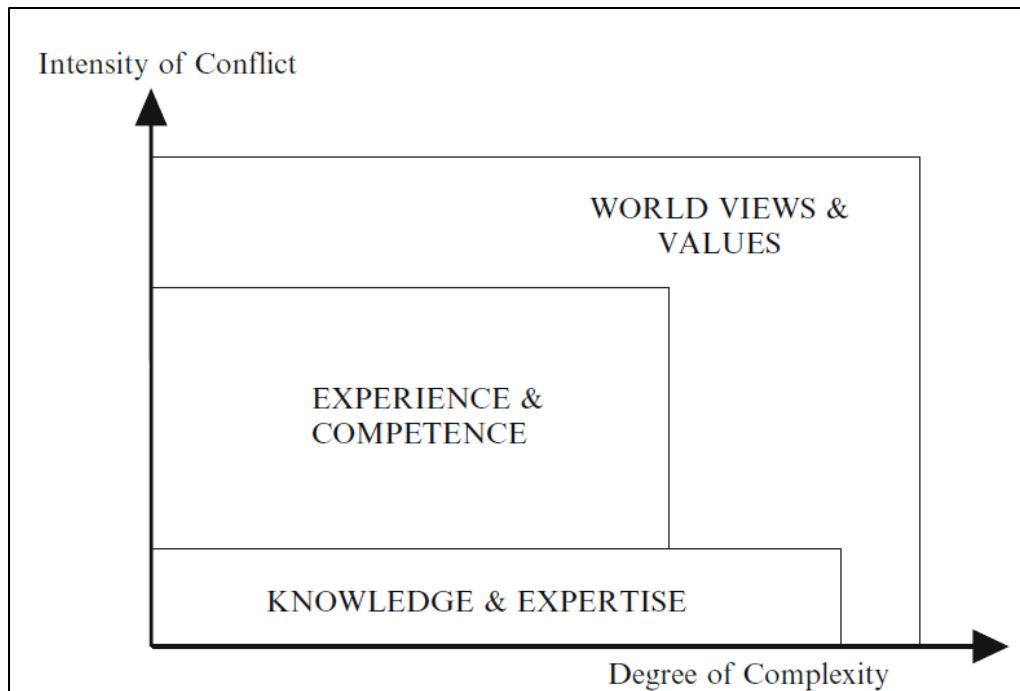 Intensity of Conflict
WORLD VIEWS &
VALUES
EXPERIENCE &
COMPETENCE
KNOWLEDGE & EXPERTISE
Degree of Complexity